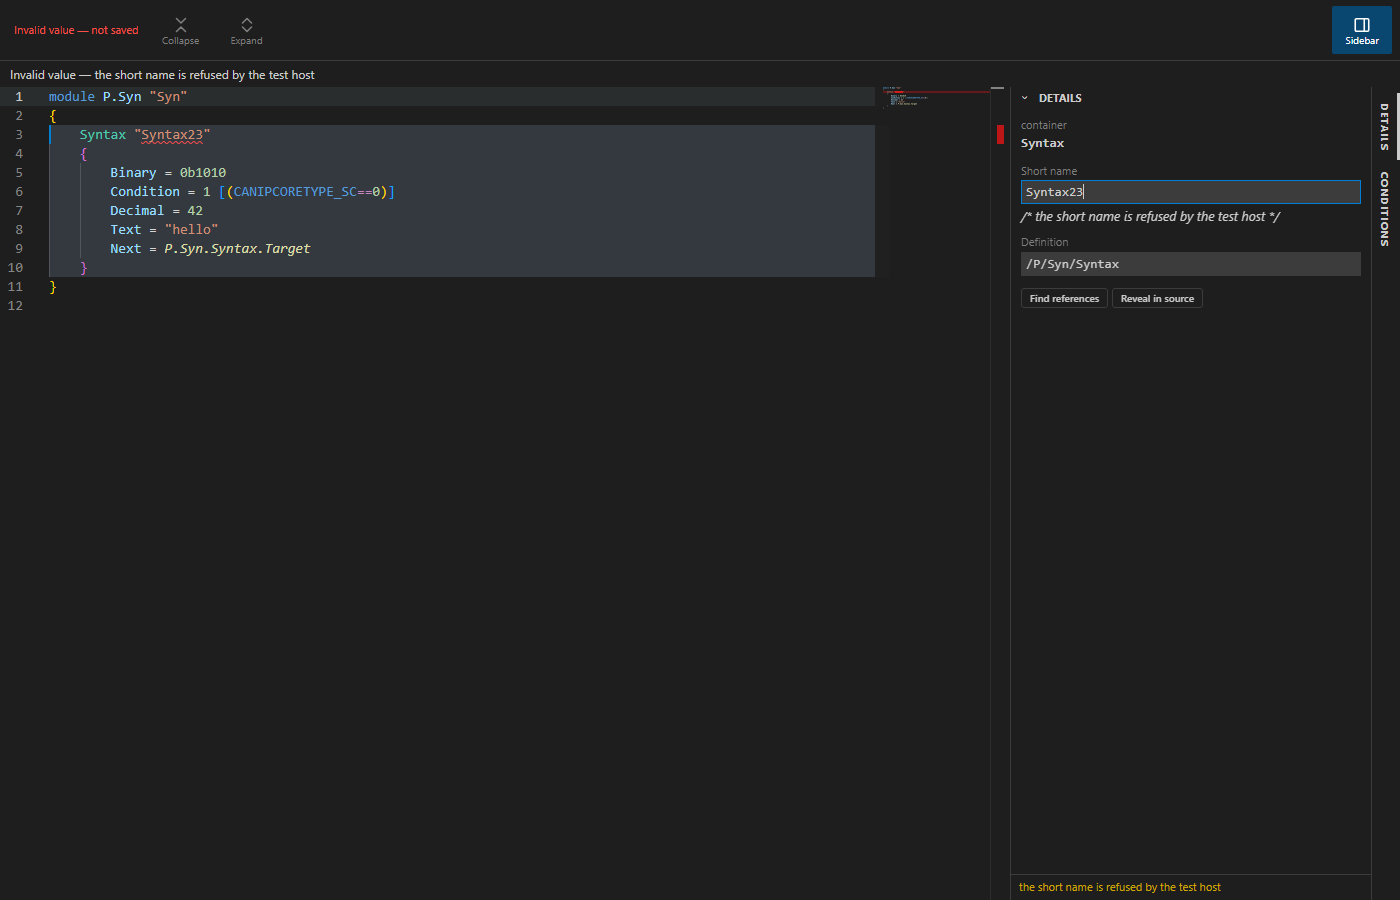 Invalid value — not saved
Collapse
Expand
Sidebar
Invalid value — the short name is refused by the test host
1 module P.Syn "Syn"
2 {
3 Syntax "Syntax23"
4 {
5 Binary = 0b1010
6 Condition = 1 [(CANIPCORETYPE_SC==0)]
7 Decimal = 42
8 Text = "hello"
9 Next = P.Syn.Syntax.Target
10 }
11 }
12
DETAILS
container
Syntax
Short name
Syntax23
/* the short name is refused by the test host */
Definition
/P/Syn/Syntax
Find references
Reveal in source
the short name is refused by the test host
DETAILS
CONDITIONS